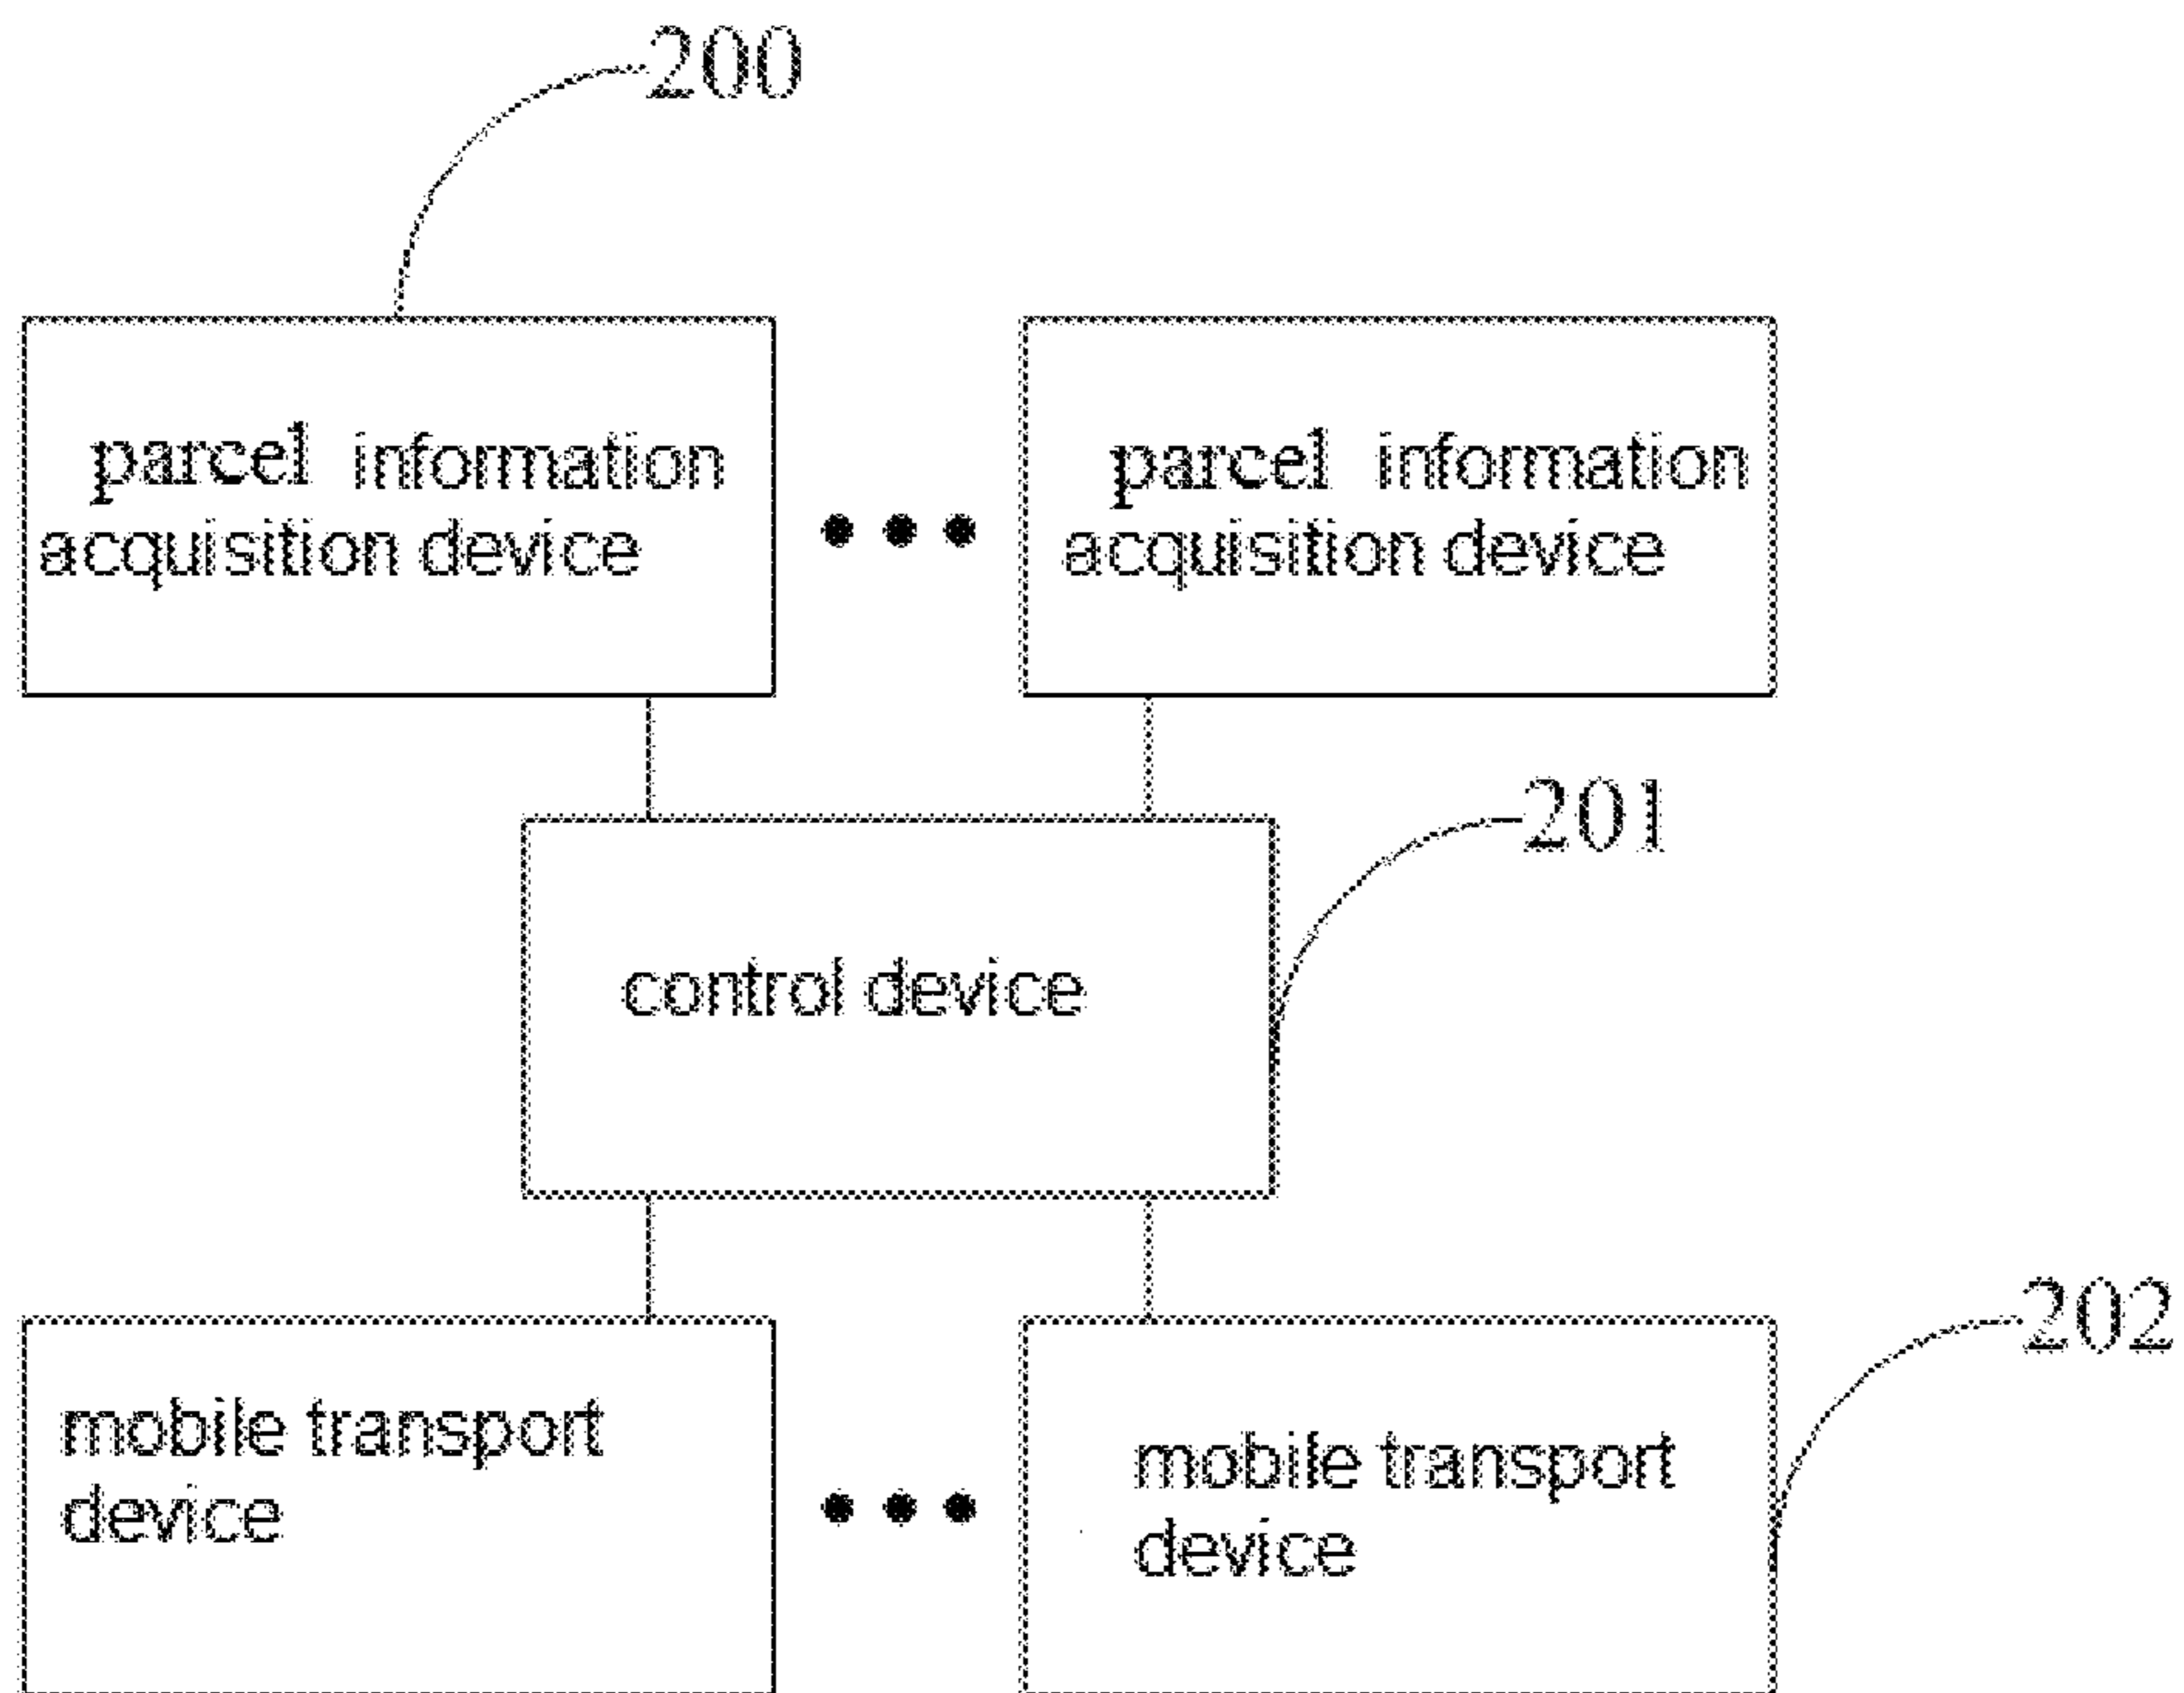 200
parcel information
acquisition device
parcel information
acquisition device
201
control device
202
mobile transport
device
mobile transport
device